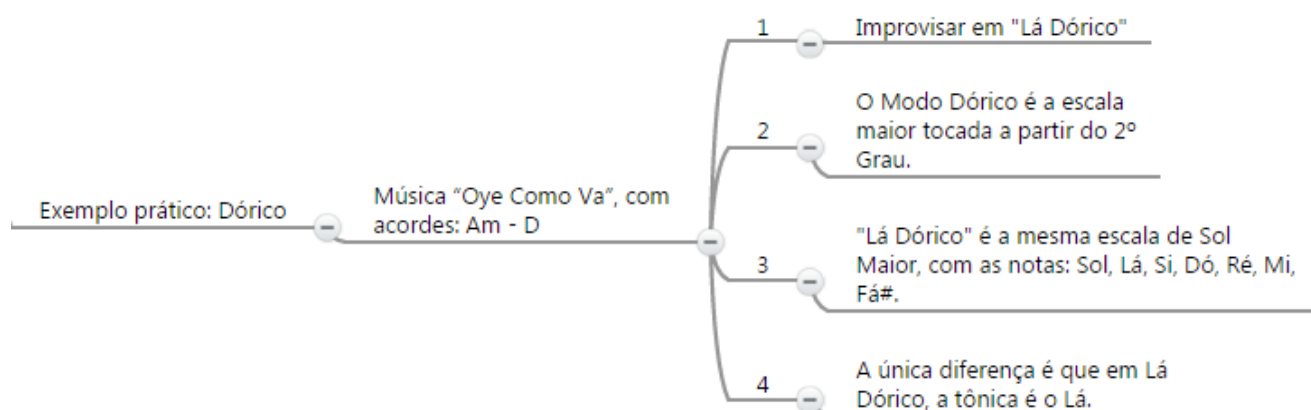 Exemplo prático: Dórico
Música “Oye Como Va”, com
acordes: Am - D
1
Improvisar em "Lá Dórico"
2
O Modo Dórico é a escala
maior tocada a partir do 2º
Grau.
3
"Lá Dórico" é a mesma escala de Sol
Maior, com as notas: Sol, Lá, Si, Dó, Ré, Mi,
Fá#.
4
A única diferença é que em Lá
Dórico, a tônica é o Lá.